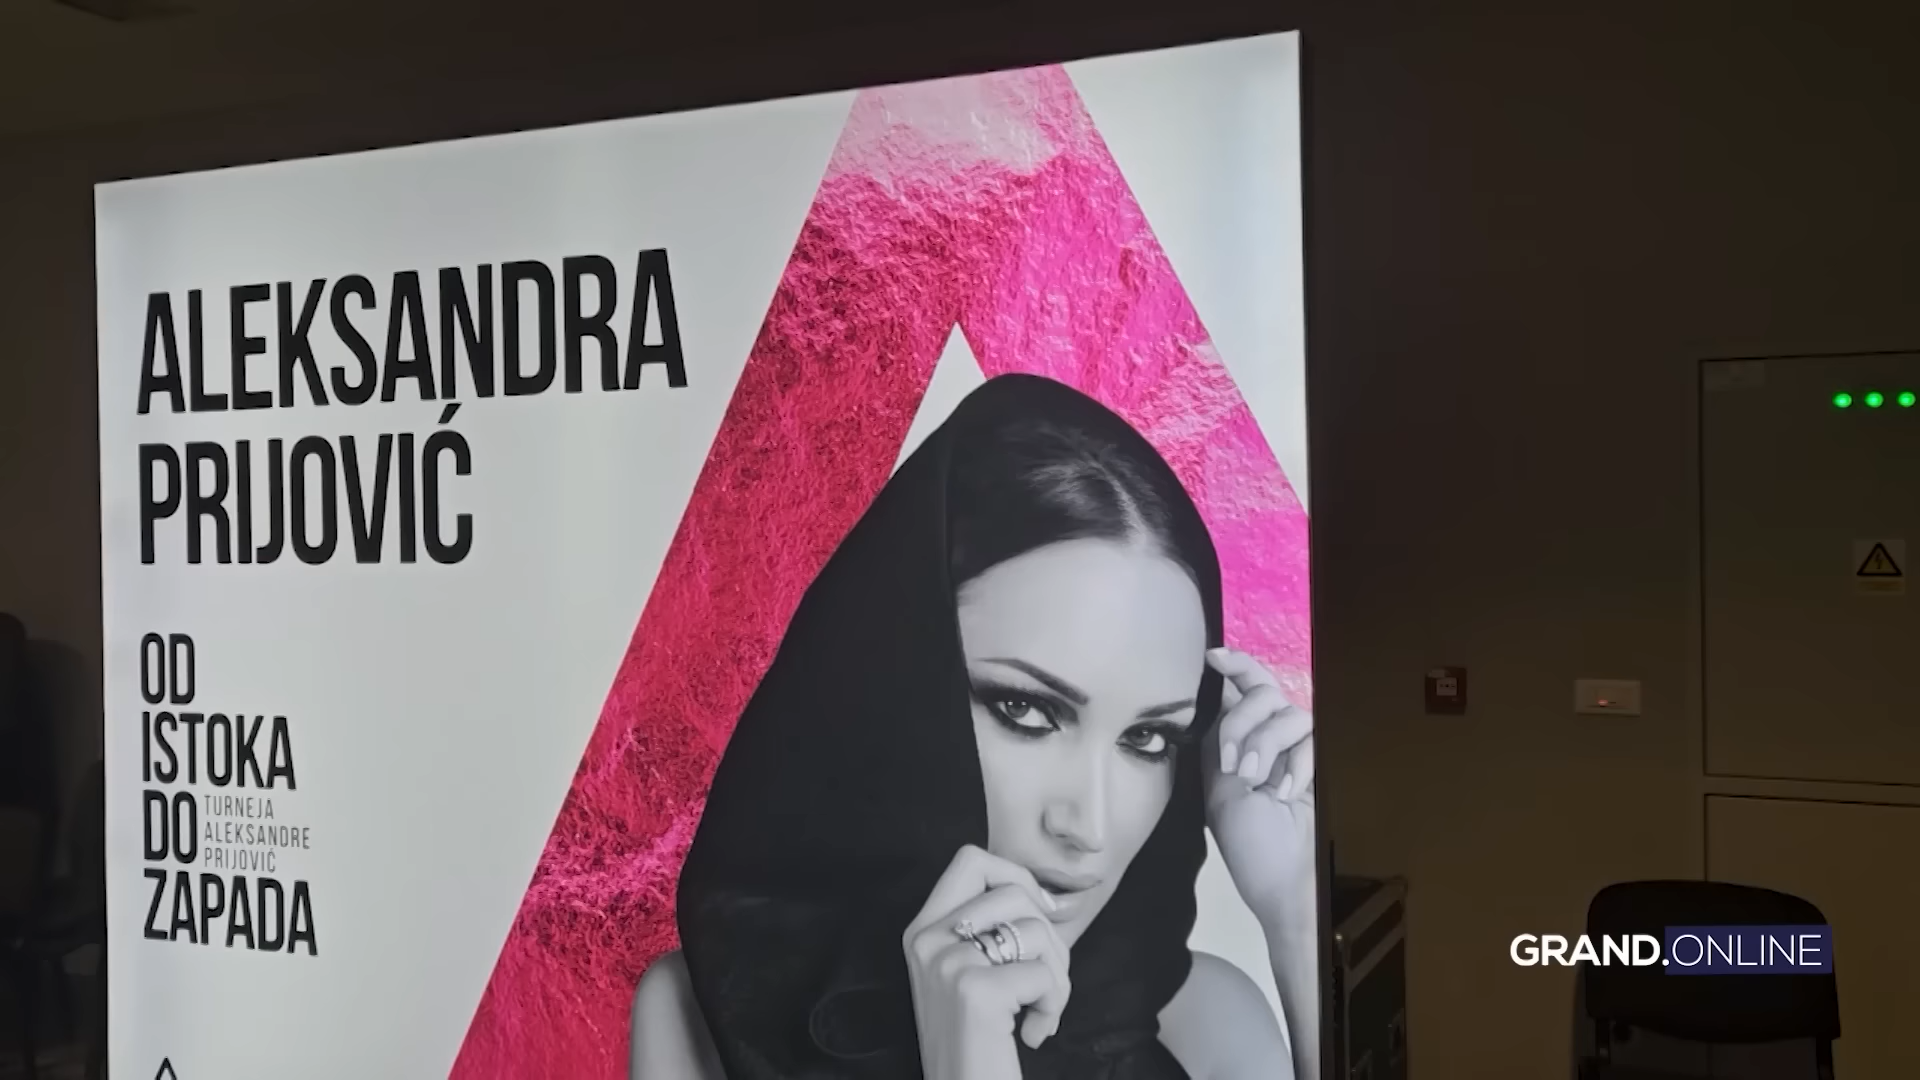 ALEKSANDRA
PRIJOVIĆ
OD
ISTOKA
DO
TURNEJA
ALEKSANDRE
PRIJOVIĆ
ZAPADA
GRAND.ONLINE